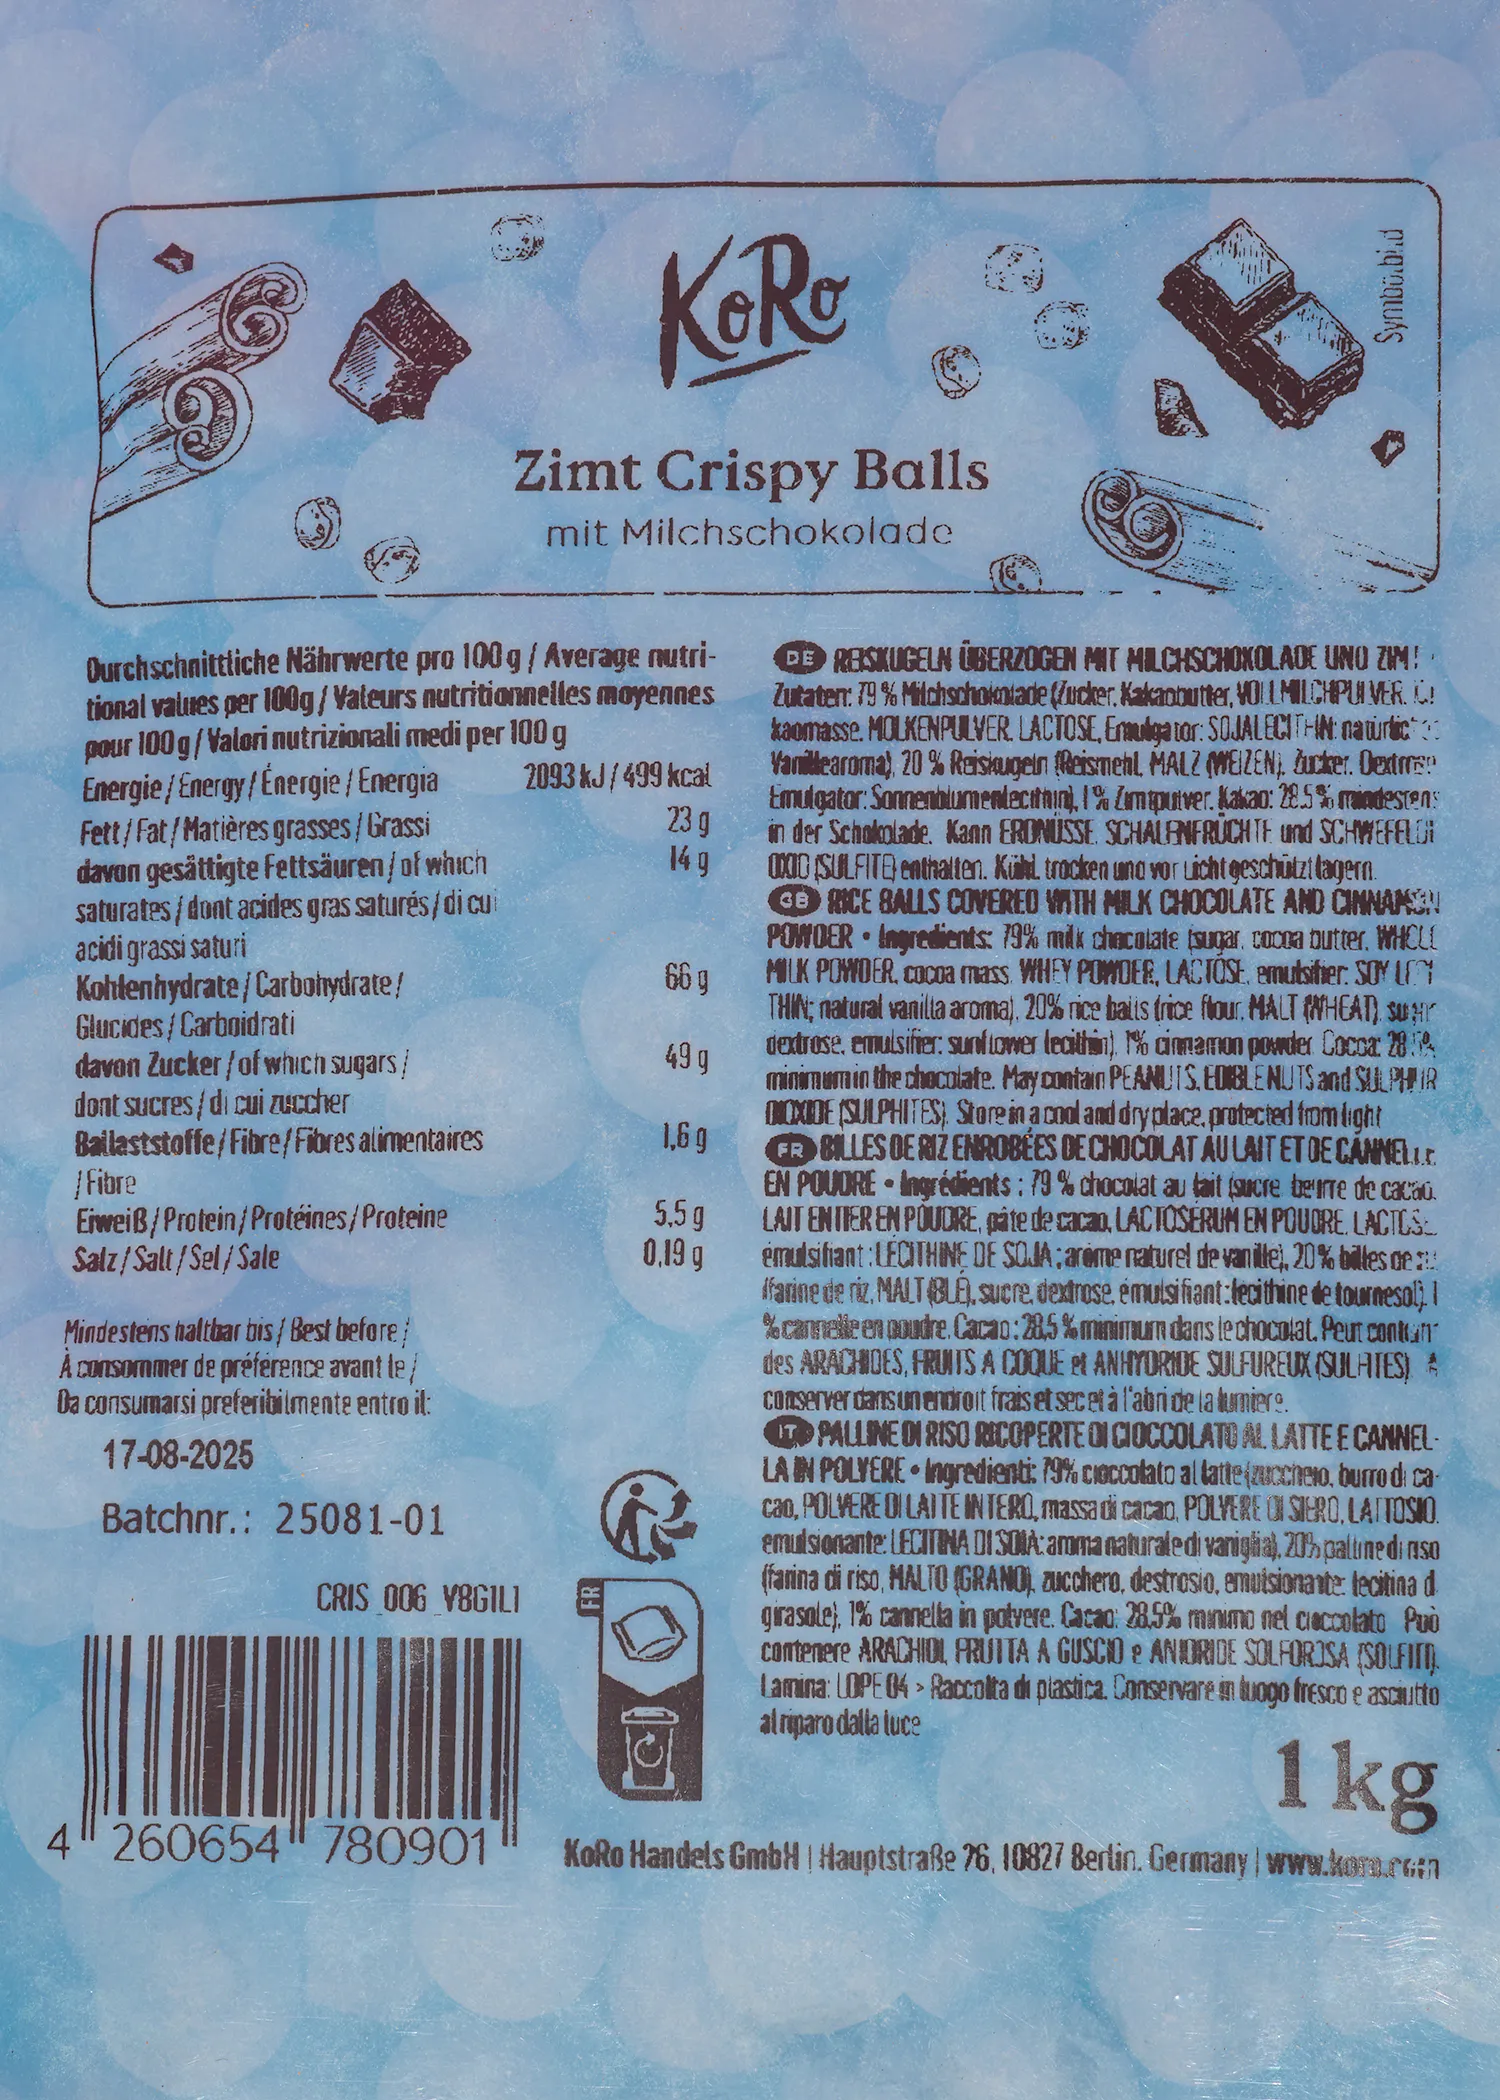 KoRo
Symbolbild
Zimt Crispy Balls
mit Milchschokolade
Durchschnittliche Nährwerte pro 100 g / Average nutri-
tional values per 100g / Valeurs nutritionnelles moyennes
pour 100 g / Valori nutrizionali medi per 100 g
Energie / Energy / Énergie / Energia 2093 kJ / 499 kcal
Fett / Fat / Matières grasses / Grassi 23 g
davon gesättigte Fettsäuren / of which 14 g
saturates / dont acides gras saturés / di cui
acidi grassi saturi
Kohlenhydrate / Carbohydrate / 66 g
Glucides / Carboidrati
davon Zucker / of which sugars / 49 g
dont sucres / di cui zuccher
Ballaststoffe / Fibre / Fibres alimentaires 1,6 g
/ Fibre
Eiweiß / Protein / Protéines / Proteine 5,5 g
Salz / Salt / Sel / Sale 0,19 g
Mindestens haltbar bis / Best before /
À consommer de préférence avant le /
Da consumarsi preferibilmente entro il:
17-08-2025
Batchnr.: 25081-01
CRIS_006_V8G1L1
4 260654 780901
FR
DE REISKUGELN ÜBERZOGEN MIT MILCHSCHOKOLADE UND
Zutaten: 79 % Milchschokolade (Zucker, Kakaobutter, VOLLMILCHPULVER,
kaomasse, MOLKENPULVER, LACTOSE, Emulgator: SOJALECITHIN; natürlic
Vanillearoma), 20 % Reiskugeln (Reismehl, MALZ (WEIZEN), Zucker,
Emulgator: Sonnenblumenlecithin), 1 % Zimtpulver. Kakao: 28.5 % mindestens
in der Schokolade. Kann ERDNÜSSE, SCHALENFRÜCHTE und SCHWEFELDI
OXID (SULFITE) enthalten. Kühl, trocken und vor Licht geschützt lagern.
GB RICE BALLS COVERED WITH MILK CHOCOLATE AND CINNAMON
POWDER • Ingredients: 79% milk chocolate (sugar, cocoa butter, WHOLE
MILK POWDER, cocoa mass, WHEY POWDER, LACTOSE, emulsifier: SOY LECI
THIN; natural vanilla aroma), 20% rice balls (rice flour, MALT (WHEAT), sugar
dextrose, emulsifier: sunflower lecithin), 1% cinnamon powder. Cocoa: 28.5%
minimum in the chocolate. May contain PEANUTS, EDIBLE NUTS and SULPHUR
DIOXIDE (SULPHITES). Store in a cool and dry place, protected from light
FR BILLES DE RIZ ENROBÉES DE CHOCOLAT AU LAIT ET DE CANNELLE
EN POUDRE • Ingrédients : 79 % chocolat au lait (sucre, beurre de cacao,
LAIT ENTIER EN POUDRE, pâte de cacao, LACTOSÉRUM EN POUDRE, LACTOSE
émulsifiant : LÉCITHINE DE SOJA ; arôme naturel de vanille), 20 % billes de
(farine de riz, MALT (BLÉ), sucre, dextrose, émulsifiant : lécithine de tournesol), 1
% cannelle en poudre. Cacao : 28,5 % minimum dans le chocolat. Peut contenir
des ARACHIDES, FRUITS À COQUE et ANHYDRIDE SULFUREUX (SULFITES). À
conserver dans un endroit frais et sec et à l'abri de la lumière.
IT PALLINE DI RISO RICOPERTE DI CIOCCOLATO AL LATTE E CANNEL-
LA IN POLVERE • Ingredienti: 79% cioccolato al latte (zucchero, burro di ca-
cao, POLVERE DI LATTE INTERO, massa di cacao, POLVERE DI SIERO, LATTOSIO,
emulsionante: LECITINA DI SOIA; aroma naturale di vaniglia), 20% palline di riso
(farina di riso, MALTO (GRANO), zucchero, destrosio, emulsionante: lecitina d
girasole), 1% cannella in polvere. Cacao: 28,5% minimo nel cioccolato Può
contenere ARACHIDI, FRUTTA A GUSCIO e ANIDRIDE SOLFOROSA (SOLFITI).
Lamina: LDPE 04 > Raccolta di plastica. Conservare in luogo fresco e asciutto
al riparo dalla luce
1 kg
KoRo Handels GmbH | Hauptstraße 26, 10827 Berlin, Germany | www.koro.com